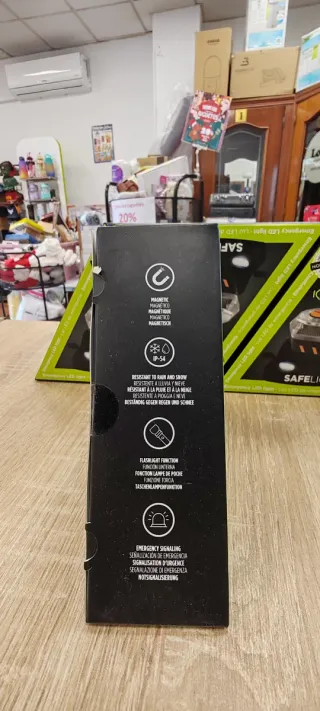 20%
SAFE
SAFELI
MAGNETIC
MAGNÉTICO
MAGNÉTIQUE
MAGNETICO
MAGNETISCH
IP-54
RESISTANT TO RAIN AND SNOW
RESISTENTE A LLUVIA Y NIEVE
RÉSISTANT À LA PLUIE ET À LA NEIGE
RESISTENTE A PIOGGIA E NEVE
BESTÄNDIG GEGEN REGEN UND SCHNEE
FLASHLIGHT FUNCTION
FUNCIÓN LINTERNA
FONCTION LAMPE DE POCHE
FUNZIONE TORCIA
TASCHENLAMPENFUNKTION
EMERGENCY SIGNALING
SEÑALIZACIÓN DE EMERGENCIA
SIGNALISATION D'URGENCE
SEGNALAZIONE DI EMERGENZA
NOTSIGNALISIERUNG